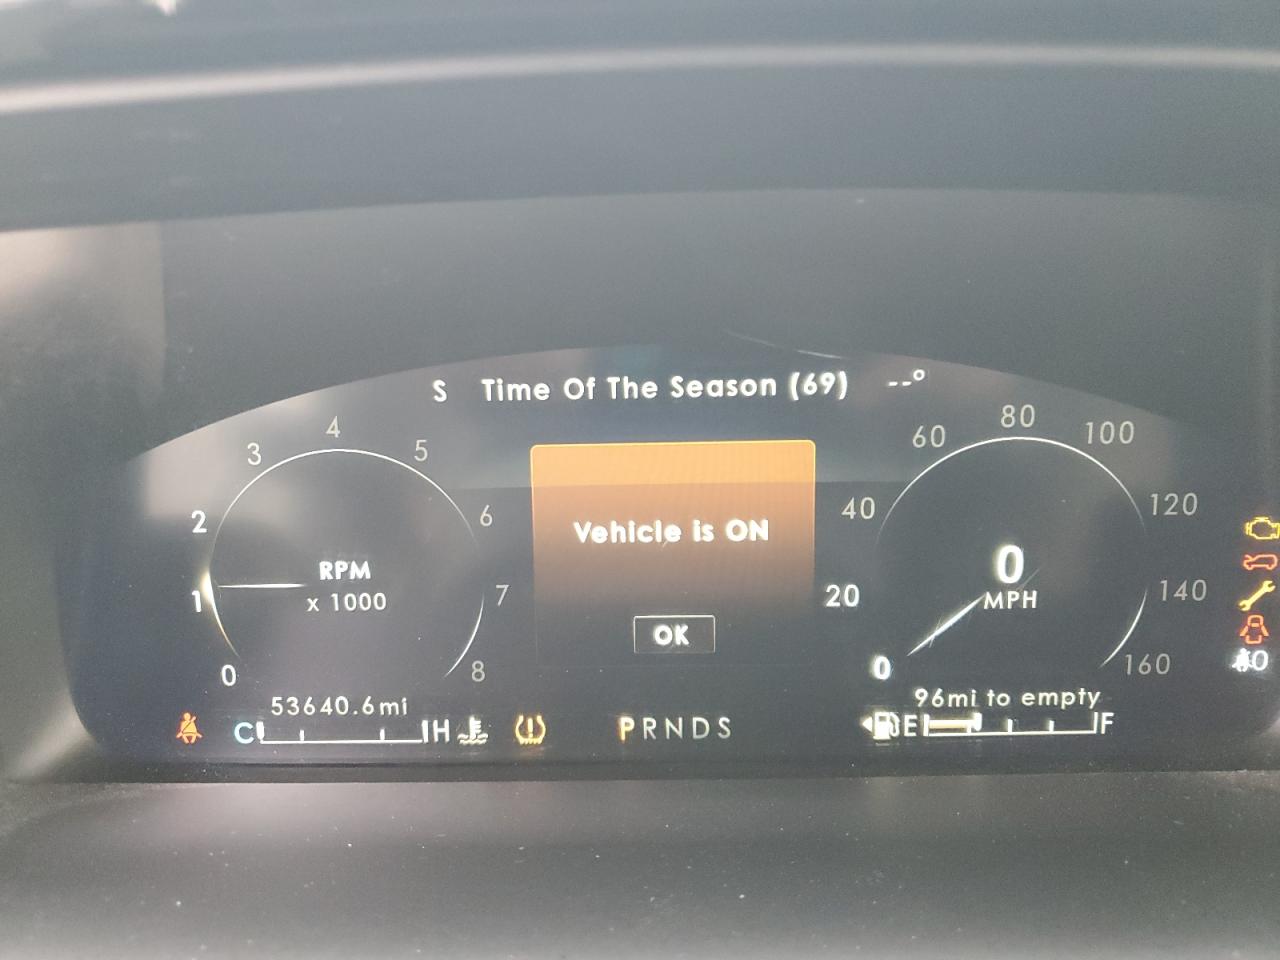 S Time Of The Season (69) --°
0 1 2 3 4 5 6 7 8
RPM
x 1000
Vehicle is ON
OK
0 20 40 60 80 100 120 140 160
0
MPH
53640.6mi
96mi to empty
C H
PRNDS
E F